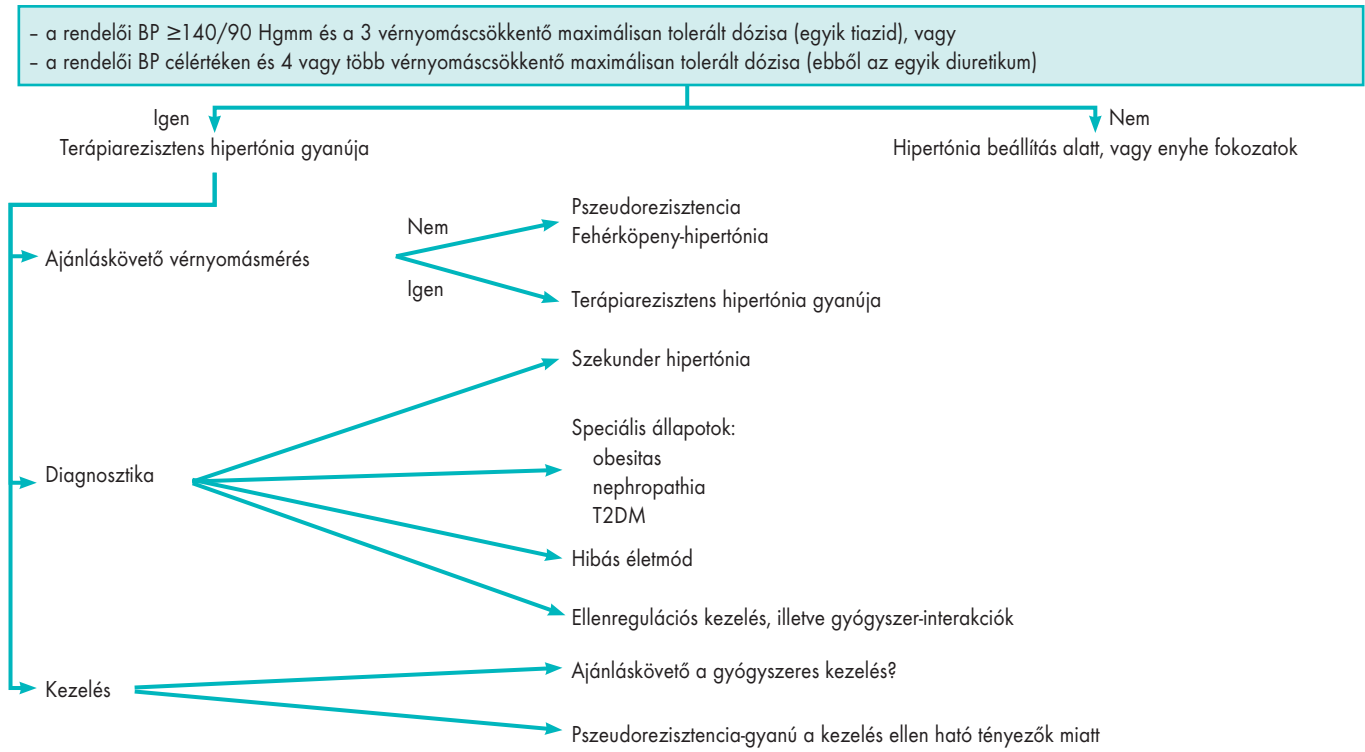 – a rendelői BP ≥140/90 Hgmm és a 3 vérnyomáscsökkentő maximálisan tolerált dózisa (egyik tiazid), vagy
– a rendelői BP célértéken és 4 vagy több vérnyomáscsökkentő maximálisan tolerált dózisa (ebből az egyik diuretikum)
Igen
Nem
Terápiarezisztens hipertónia gyanúja
Hipertónia beállítás alatt, vagy enyhe fokozatok
Ajánláskövető vérnyomásmérés
Nem
Pszeudorezisztencia
Fehérköpeny-hipertónia
Igen
Terápiarezisztens hipertónia gyanúja
Diagnosztika
Szekunder hipertónia
Speciális állapotok:
obesitas
nephropathia
T2DM
Hibás életmód
Ellenregulációs kezelés, illetve gyógyszer-interakciók
Kezelés
Ajánláskövető a gyógyszeres kezelés?
Pszeudorezisztencia-gyanú a kezelés ellen ható tényezők miatt